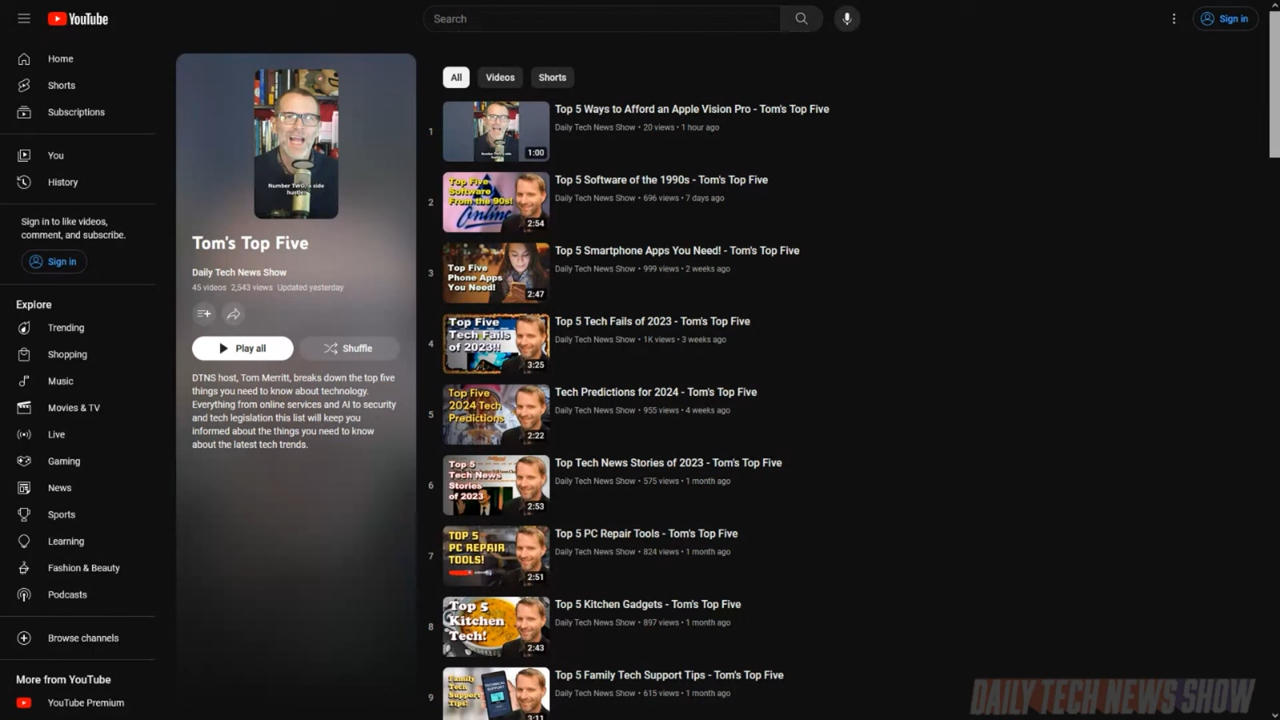 YouTube
Search
Sign in
Home
Shorts
Subscriptions
You
History
Sign in to like videos,
comment, and subscribe.
Sign in
Explore
Trending
Shopping
Music
Movies & TV
Live
Gaming
News
Sports
Learning
Fashion & Beauty
Podcasts
Browse channels
More from YouTube
YouTube Premium
Number TWO, a side
hustle.
Tom's Top Five
Daily Tech News Show
45 videos 2,543 views Updated yesterday
Play all
Shuffle
DTNS host, Tom Merritt, breaks down the top five
things you need to know about technology.
Everything from online services and AI to security
and tech legislation this list will keep you
informed about the things you need to know
about the latest tech trends.
All
Videos
Shorts
1
1:00
Top 5 Ways to Afford an Apple Vision Pro - Tom's Top Five
Daily Tech News Show • 20 views • 1 hour ago
2
Top Five
Software
From the 90s!
Online
2:54
Top 5 Software of the 1990s - Tom's Top Five
Daily Tech News Show • 696 views • 7 days ago
3
Top Five
Phone Apps
You Need!
2:47
Top 5 Smartphone Apps You Need! - Tom's Top Five
Daily Tech News Show • 999 views • 2 weeks ago
4
Top Five
Tech Fails
of 2023!!
3:25
Top 5 Tech Fails of 2023 - Tom's Top Five
Daily Tech News Show • 1K views • 3 weeks ago
5
Top Five
2024 Tech
Predictions
2:22
Tech Predictions for 2024 - Tom's Top Five
Daily Tech News Show • 955 views • 4 weeks ago
6
Top 5
Tech News
Stories
of 2023
2:53
Top Tech News Stories of 2023 - Tom's Top Five
Daily Tech News Show • 575 views • 1 month ago
7
TOP 5
PC REPAIR
TOOLS!
2:51
Top 5 PC Repair Tools - Tom's Top Five
Daily Tech News Show • 824 views • 1 month ago
8
Top 5
Kitchen
Tech!
2:43
Top 5 Kitchen Gadgets - Tom's Top Five
Daily Tech News Show • 897 views • 1 month ago
9
Family
Tech
Support
Tips!
3:11
Top 5 Family Tech Support Tips - Tom's Top Five
Daily Tech News Show • 615 views • 1 month ago
DAILY TECH NEWS SHOW